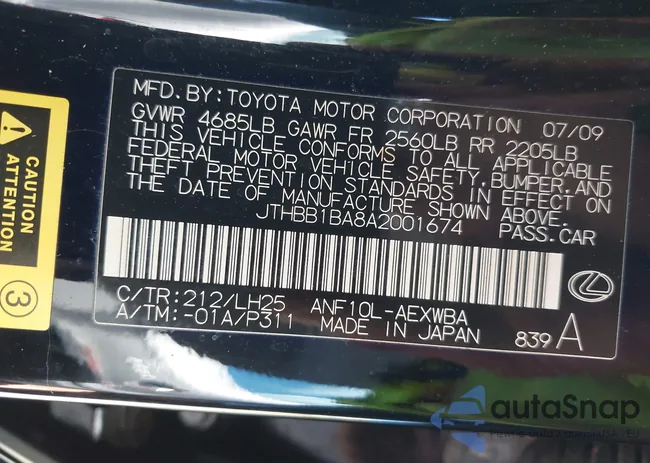 MFD. BY: TOYOTA MOTOR CORPORATION 07/09
GVWR 4685LB GAWR FR 2560LB RR 2205LB
THIS VEHICLE CONFORMS TO ALL APPLICABLE
FEDERAL MOTOR VEHICLE SAFETY, BUMPER, AND
THEFT PREVENTION STANDARDS IN EFFECT ON
THE DATE OF MANUFACTURE SHOWN ABOVE.
JTHBB1BA8A2001674 PASS. CAR
C/TR: 212/LH25 ANF10L-AEXWBA
A/TM: -01A/P311 MADE IN JAPAN 839 A
CAUTION
ATTENTION
3
autaSnap